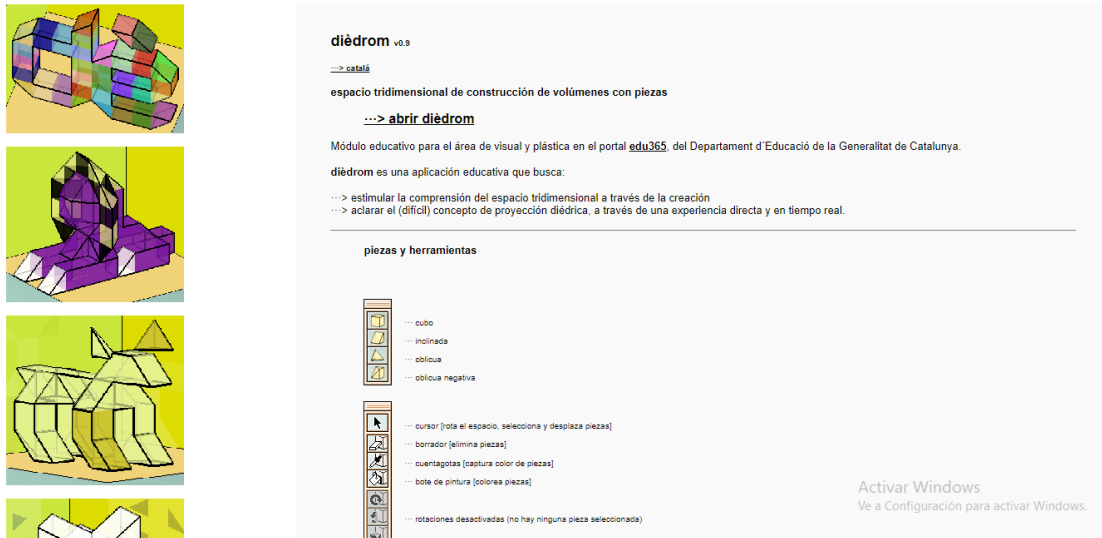 dièdrom v0.9
···> catalá
espacio tridimensional de construcción de volúmenes con piezas
···> abrir dièdrom
Módulo educativo para el área de visual y plástica en el portal edu365, del Departament d´Educació de la Generalitat de Catalunya.
dièdrom es una aplicación educativa que busca:
···> estimular la comprensión del espacio tridimensional a través de la creación
···> aclarar el (difícil) concepto de proyección diédrica, a través de una experiencia directa y en tiempo real.
piezas y herramientas
··· cubo
··· inclinada
··· oblicua
··· oblicua negativa
··· cursor [rota el espacio, selecciona y desplaza piezas]
··· borrador [elimina piezas]
··· cuentagotas [captura color de piezas]
··· bote de pintura [colorea piezas]
··· rotaciones desactivadas (no hay ninguna pieza seleccionada)
Activar Windows
Ve a Configuración para activar Windows.